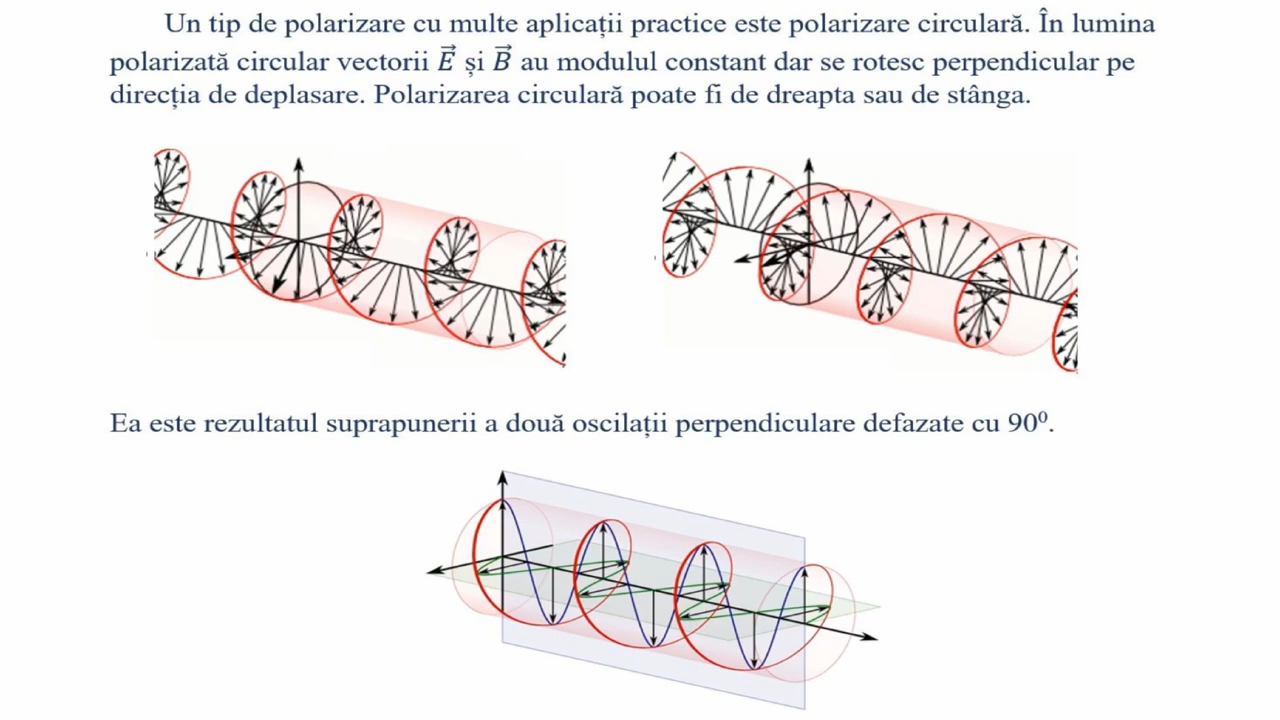 Un tip de polarizare cu multe aplicații practice este polarizare circulară. În lumina
polarizată circular vectorii E⃗ și B⃗ au modulul constant dar se rotesc perpendicular pe
direcția de deplasare. Polarizarea circulară poate fi de dreapta sau de stânga.
Ea este rezultatul suprapunerii a două oscilații perpendiculare defazate cu 90⁰.